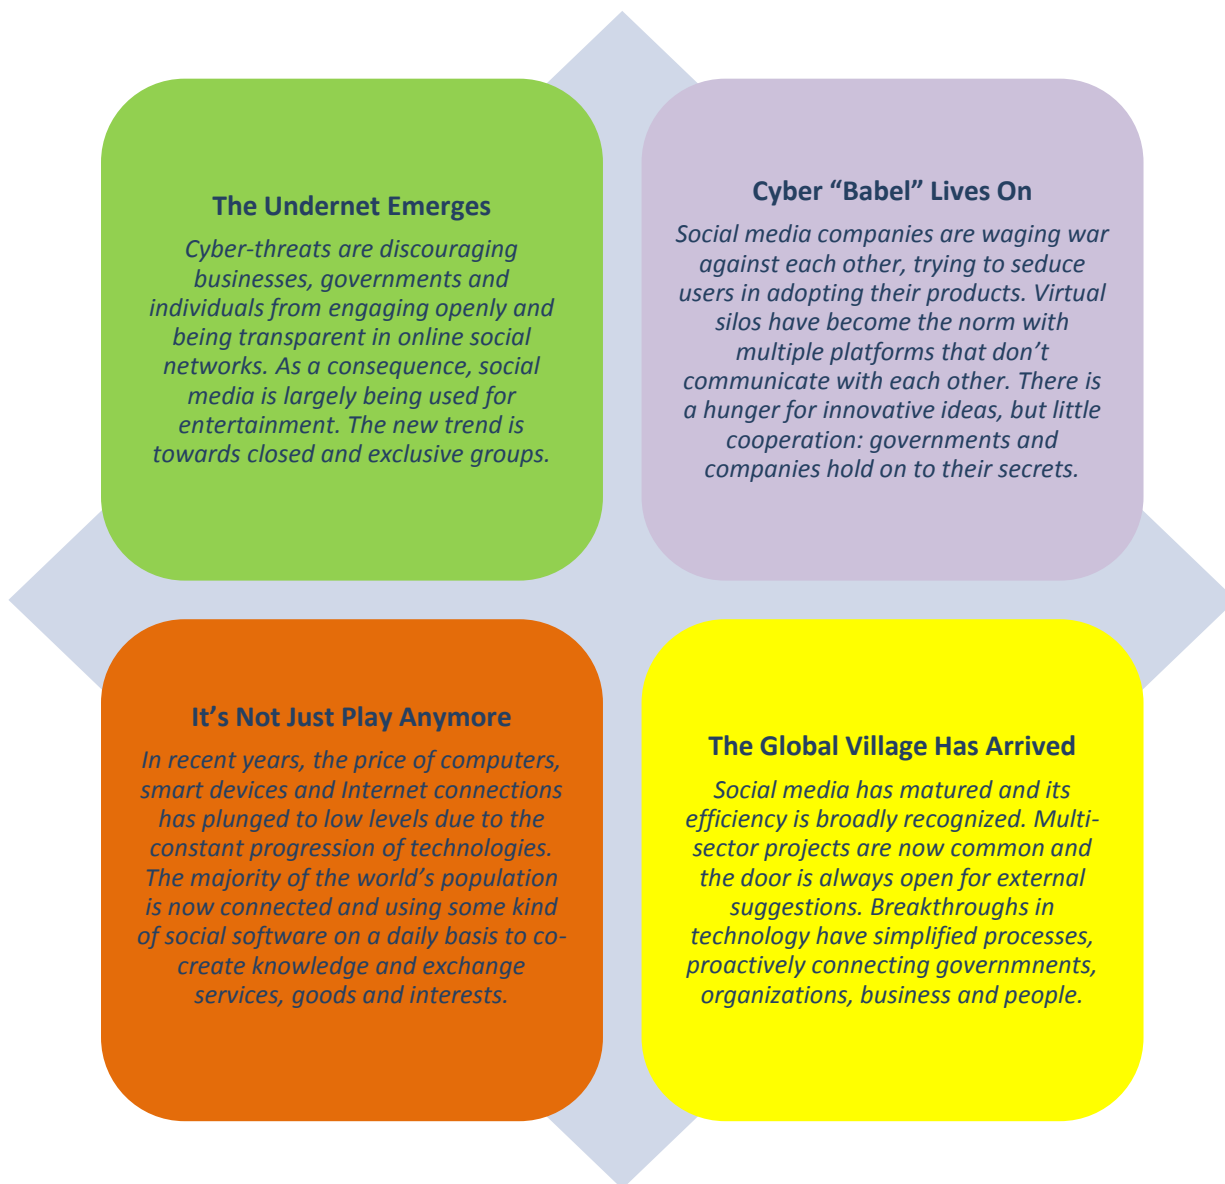 The Undernet Emerges
Cyber-threats are discouraging
businesses, governments and
individuals from engaging openly and
being transparent in online social
networks. As a consequence, social
media is largely being used for
entertainment. The new trend is
towards closed and exclusive groups.
Cyber “Babel” Lives On
Social media companies are waging war
against each other, trying to seduce
users in adopting their products. Virtual
silos have become the norm with
multiple platforms that don’t
communicate with each other. There is
a hunger for innovative ideas, but little
cooperation: governments and
companies hold on to their secrets.
It’s Not Just Play Anymore
In recent years, the price of computers,
smart devices and Internet connections
has plunged to low levels due to the
constant progression of technologies.
The majority of the world’s population
is now connected and using some kind
of social software on a daily basis to co-
create knowledge and exchange
services, goods and interests.
The Global Village Has Arrived
Social media has matured and its
efficiency is broadly recognized. Multi-
sector projects are now common and
the door is always open for external
suggestions. Breakthroughs in
technology have simplified processes,
proactively connecting governmnents,
organizations, business and people.